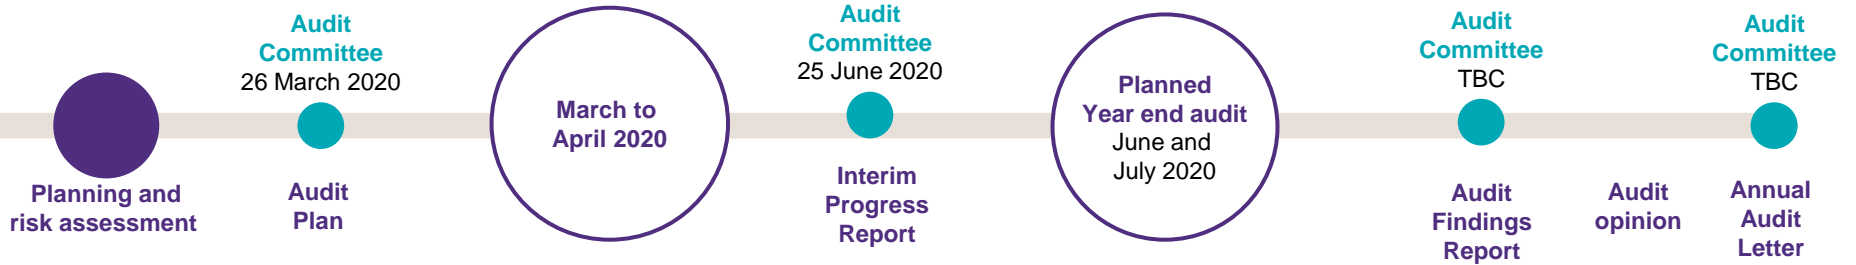 Planning and
risk assessment
Audit
Committee
26 March 2020
Audit
Plan
March to
April 2020
Audit
Committee
25 June 2020
Interim
Progress
Report
Planned
Year end audit
June and
July 2020
Audit
Committee
TBC
Audit
Findings
Report
Audit
opinion
Audit
Committee
TBC
Annual
Audit
Letter